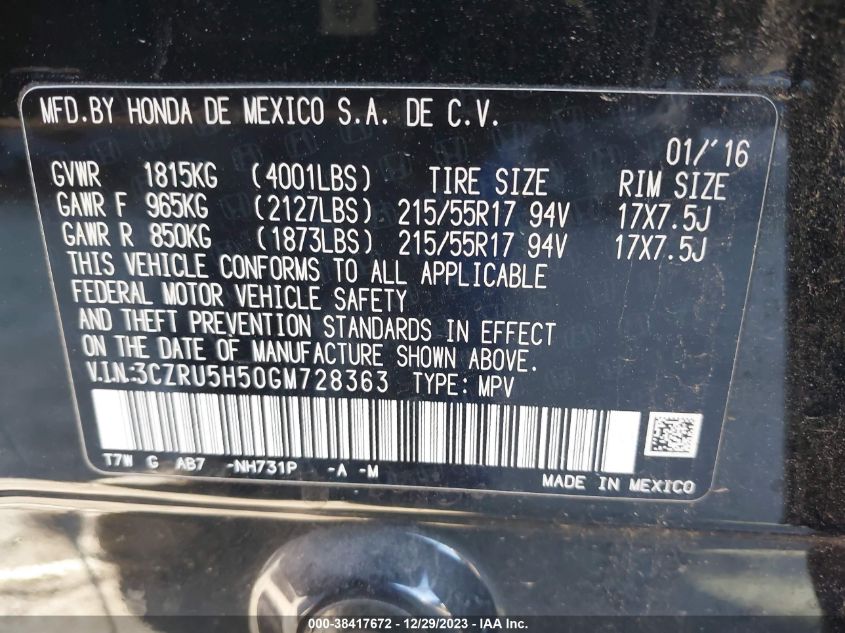 MFD.BY HONDA DE MEXICO S.A. DE C.V.
01/'16
GVWR 1815KG (4001LBS) TIRE SIZE RIM SIZE
GAWR F 965KG (2127LBS) 215/55R17 94V 17X7.5J
GAWR R 850KG (1873LBS) 215/55R17 94V 17X7.5J
THIS VEHICLE CONFORMS TO ALL APPLICABLE
FEDERAL MOTOR VEHICLE SAFETY
AND THEFT PREVENTION STANDARDS IN EFFECT
ON THE DATE OF MANUFACTURE SHOWN ABOVE.
V.I.N:3CZRU5H50GM728363 TYPE: MPV
T7W G AB7 -NH731P -A -M
MADE IN MEXICO
000-38417672 - 12/29/2023 - IAA Inc.